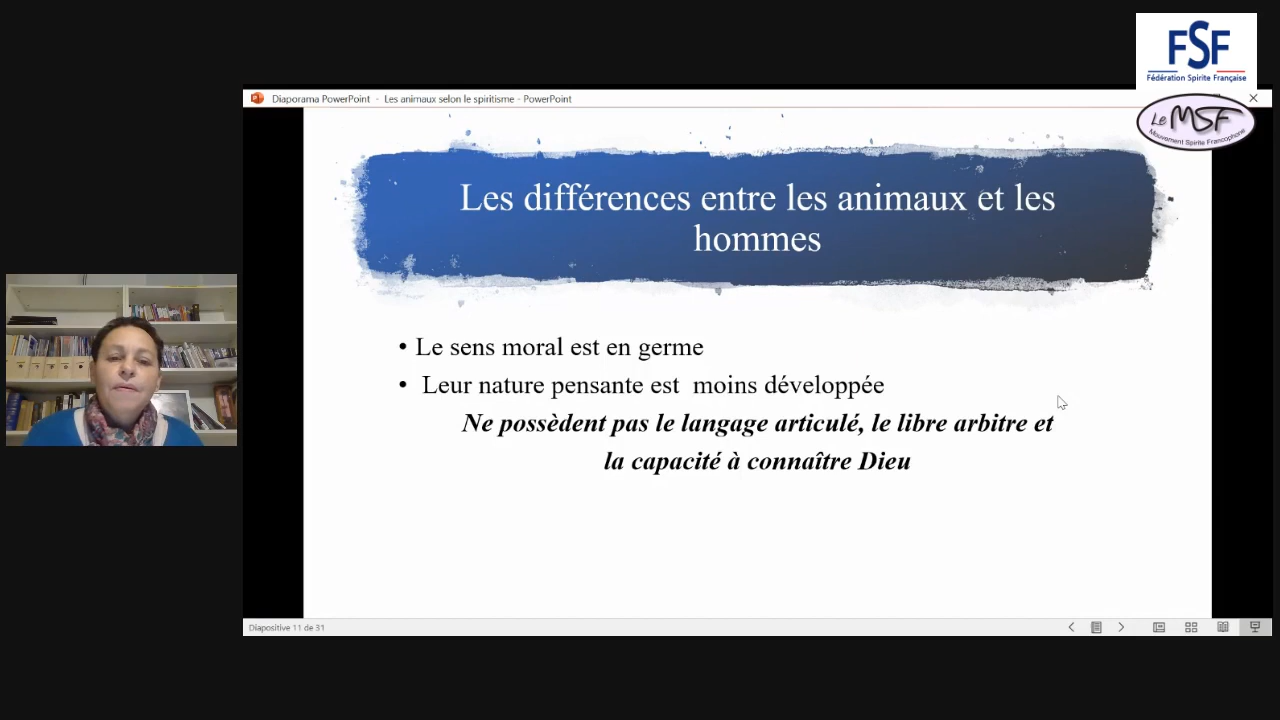 FSF
Fédération Spirite Française
Le MSF
Mouvement Spirite Francophone
Diaporama PowerPoint - Les animaux selon le spiritisme - PowerPoint
Les différences entre les animaux et les
hommes
• Le sens moral est en germe
• Leur nature pensante est moins développée
Ne possèdent pas le langage articulé, le libre arbitre et
la capacité à connaître Dieu
Diapositive 11 de 31